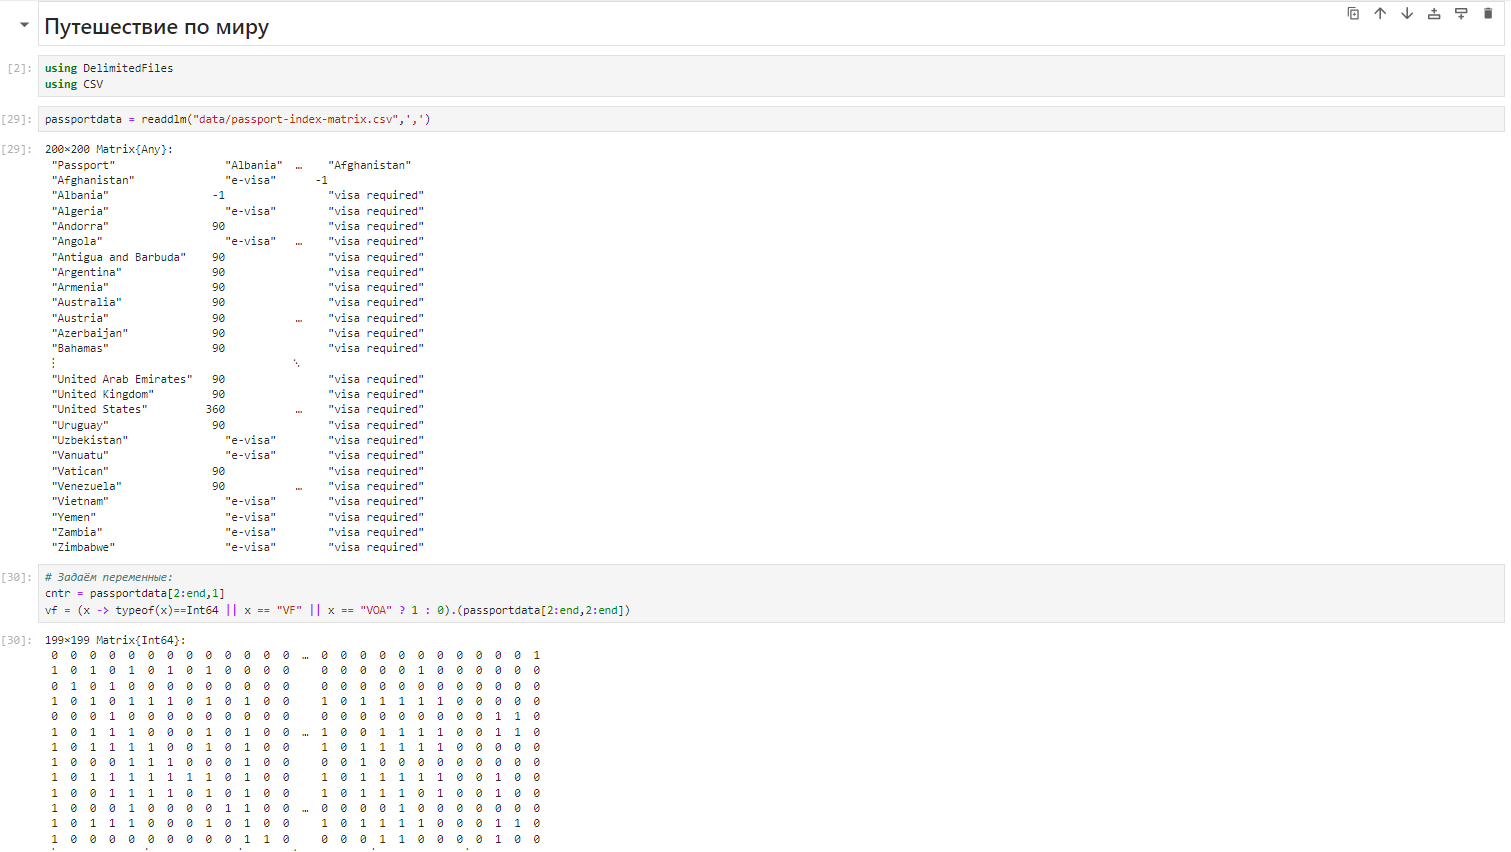 Путешествие по миру
[2]: using DelimitedFiles
using CSV
[29]: passportdata = readdlm("data/passport-index-matrix.csv",',')
[29]: 200×200 Matrix{Any}:
"Passport" "Albania" … "Afghanistan"
"Afghanistan" "e-visa" -1
"Albania" -1 "visa required"
"Algeria" "e-visa" "visa required"
"Andorra" 90 "visa required"
"Angola" "e-visa" … "visa required"
"Antigua and Barbuda" 90 "visa required"
"Argentina" 90 "visa required"
"Armenia" 90 "visa required"
"Australia" 90 "visa required"
"Austria" 90 … "visa required"
"Azerbaijan" 90 "visa required"
"Bahamas" 90 "visa required"
⋮ ⋱
"United Arab Emirates" 90 "visa required"
"United Kingdom" 90 "visa required"
"United States" 360 … "visa required"
"Uruguay" 90 "visa required"
"Uzbekistan" "e-visa" "visa required"
"Vanuatu" "e-visa" "visa required"
"Vatican" 90 "visa required"
"Venezuela" 90 … "visa required"
"Vietnam" "e-visa" "visa required"
"Yemen" "e-visa" "visa required"
"Zambia" "e-visa" "visa required"
"Zimbabwe" "e-visa" "visa required"
[30]: # Задаём переменные:
cntr = passportdata[2:end,1]
vf = (x -> typeof(x)==Int64 || x == "VF" || x == "VOA" ? 1 : 0).(passportdata[2:end,2:end])
[30]: 199×199 Matrix{Int64}:
0 0 0 0 0 0 0 0 0 0 0 0 0 … 0 0 0 0 0 0 0 0 0 0 0 1
1 0 1 0 1 0 1 0 1 0 0 0 0 0 0 0 0 0 1 0 0 0 0 0 0
0 1 0 1 0 0 0 0 0 0 0 0 0 0 0 0 0 0 0 0 0 0 0 0 0
1 0 1 0 1 1 1 0 1 0 1 0 0 1 0 1 1 1 1 1 0 0 0 0 0
0 0 0 1 0 0 0 0 0 0 0 0 0 0 0 0 0 0 0 0 0 0 1 1 0
1 0 1 1 1 0 0 0 1 0 1 0 0 … 1 0 0 1 1 1 1 0 0 1 1 0
1 0 1 1 1 1 0 0 1 0 1 0 0 1 0 1 1 1 1 1 0 0 0 0 0
1 0 0 0 1 1 1 0 0 0 1 0 0 0 0 1 0 0 0 0 0 0 0 0 0
1 0 1 1 1 1 1 1 1 0 1 0 0 1 0 1 1 1 1 1 0 0 1 0 0
1 0 0 1 1 1 1 0 1 0 1 0 0 1 0 1 1 1 0 1 0 0 1 0 0
1 0 0 0 1 0 0 0 0 1 1 0 0 … 0 0 0 0 1 0 0 0 0 0 0 0
1 0 1 1 1 0 0 0 1 0 1 0 0 1 0 1 1 1 1 0 0 0 1 1 0
1 0 0 0 0 0 0 0 0 0 1 1 0 0 0 0 1 1 0 0 0 0 1 0 0